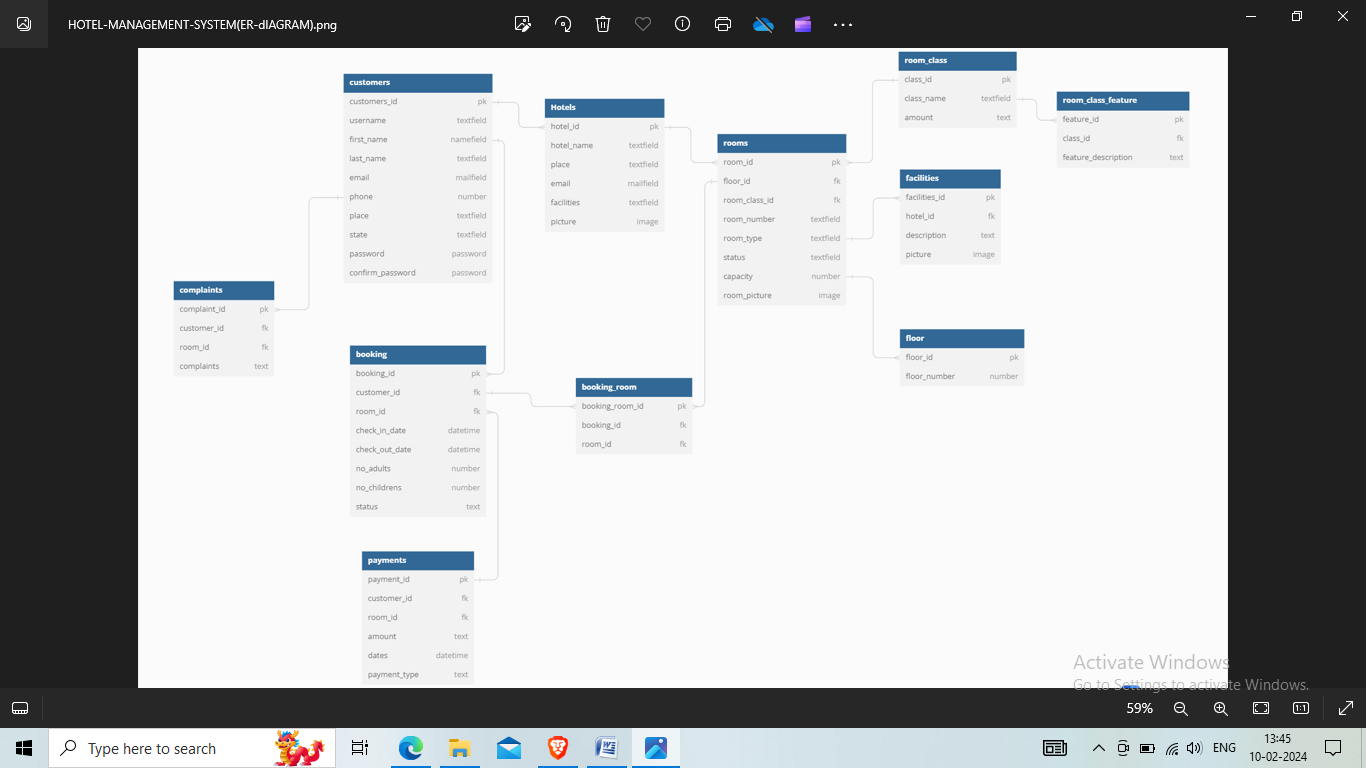 HOTEL-MANAGEMENT-SYSTEM(ER-dIAGRAM).png
customers
customers_id pk
username textfield
first_name namefield
last_name textfield
email mailfield
phone number
place textfield
state textfield
password password
confirm_password password
Hotels
hotel_id pk
hotel_name textfield
place textfield
email mailfield
facilities textfield
picture image
rooms
room_id pk
floor_id fk
room_class_id fk
room_number textfield
room_type textfield
status textfield
capacity number
room_picture image
room_class
class_id pk
class_name textfield
amount text
room_class_feature
feature_id pk
class_id fk
feature_description text
facilities
facilities_id pk
hotel_id fk
description text
picture image
floor
floor_id pk
floor_number number
complaints
complaint_id pk
customer_id fk
room_id fk
complaints text
booking
booking_id pk
customer_id fk
room_id fk
check_in_date datetime
check_out_date datetime
no_adults number
no_childrens number
status text
booking_room
booking_room_id pk
booking_id fk
room_id fk
payments
payment_id pk
customer_id fk
room_id fk
amount text
dates datetime
payment_type text
Activate Windows
Go to Settings to activate Windows.
59%
1:1
Type here to search
ENG
13:45
10-02-2024